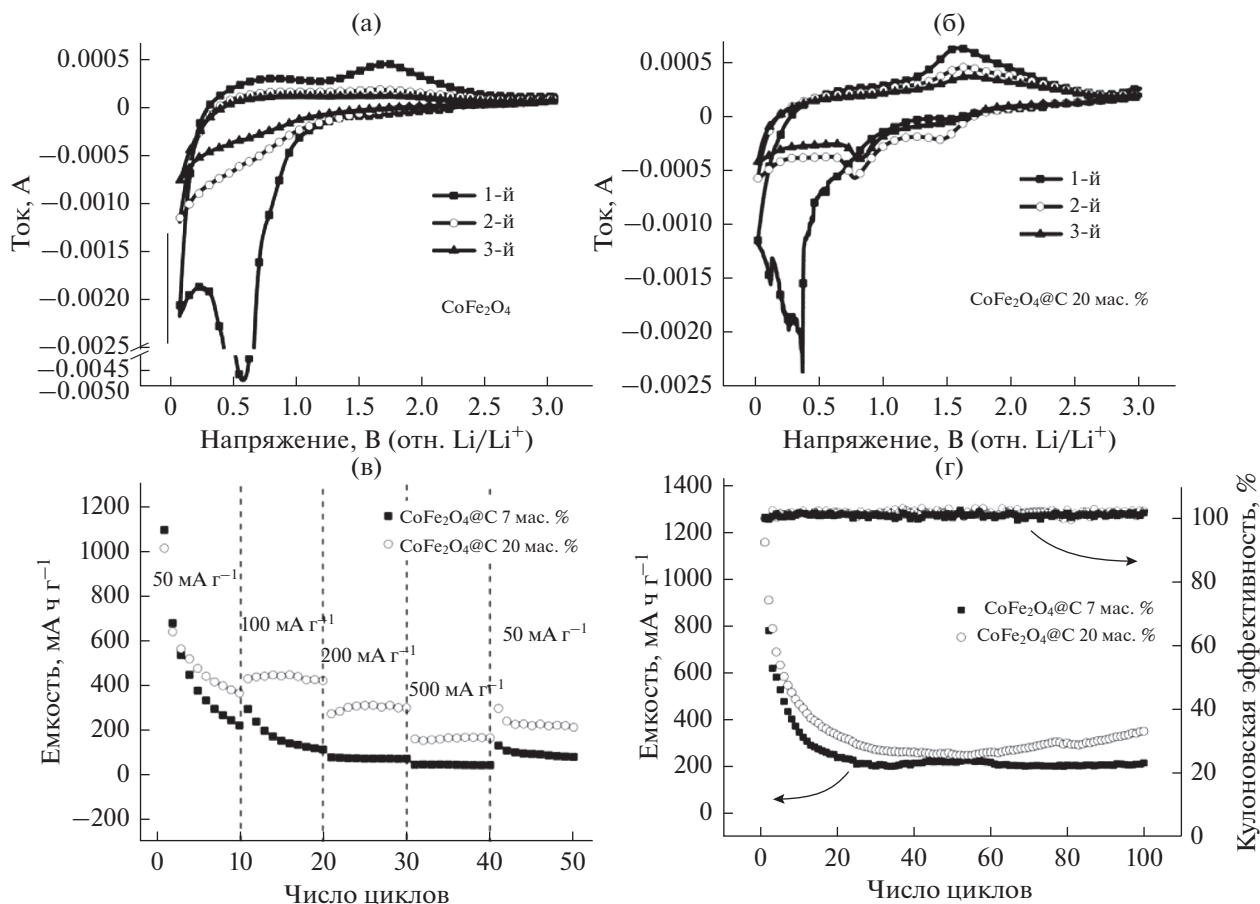 (а)
0.0005
0
−0.0005
−0.0010
−0.0015
−0.0020
−0.0025
−0.0045
−0.0050
Ток, А
1-й
2-й
3-й
CoFe₂O₄
0 0.5 1.0 1.5 2.0 2.5 3.0
Напряжение, В (отн. Li/Li⁺)
(б)
0.0005
0
−0.0005
−0.0010
−0.0015
−0.0020
−0.0025
Ток, А
1-й
2-й
3-й
CoFe₂O₄@C 20 мас. %
0 0.5 1.0 1.5 2.0 2.5 3.0
Напряжение, В (отн. Li/Li⁺)
(в)
1200
1000
800
600
400
200
0
−200
Емкость, мА ч г⁻¹
CoFe₂O₄@C 7 мас. %
CoFe₂O₄@C 20 мас. %
50 мА г⁻¹
100 мА г⁻¹
200 мА г⁻¹
500 мА г⁻¹
50 мА г⁻¹
0 10 20 30 40 50
Число циклов
(г)
1400
1200
1000
800
600
400
200
0
Емкость, мА ч г⁻¹
CoFe₂O₄@C 7 мас. %
CoFe₂O₄@C 20 мас. %
100
80
60
40
20
0
Кулоновская эффективность, %
0 20 40 60 80 100
Число циклов